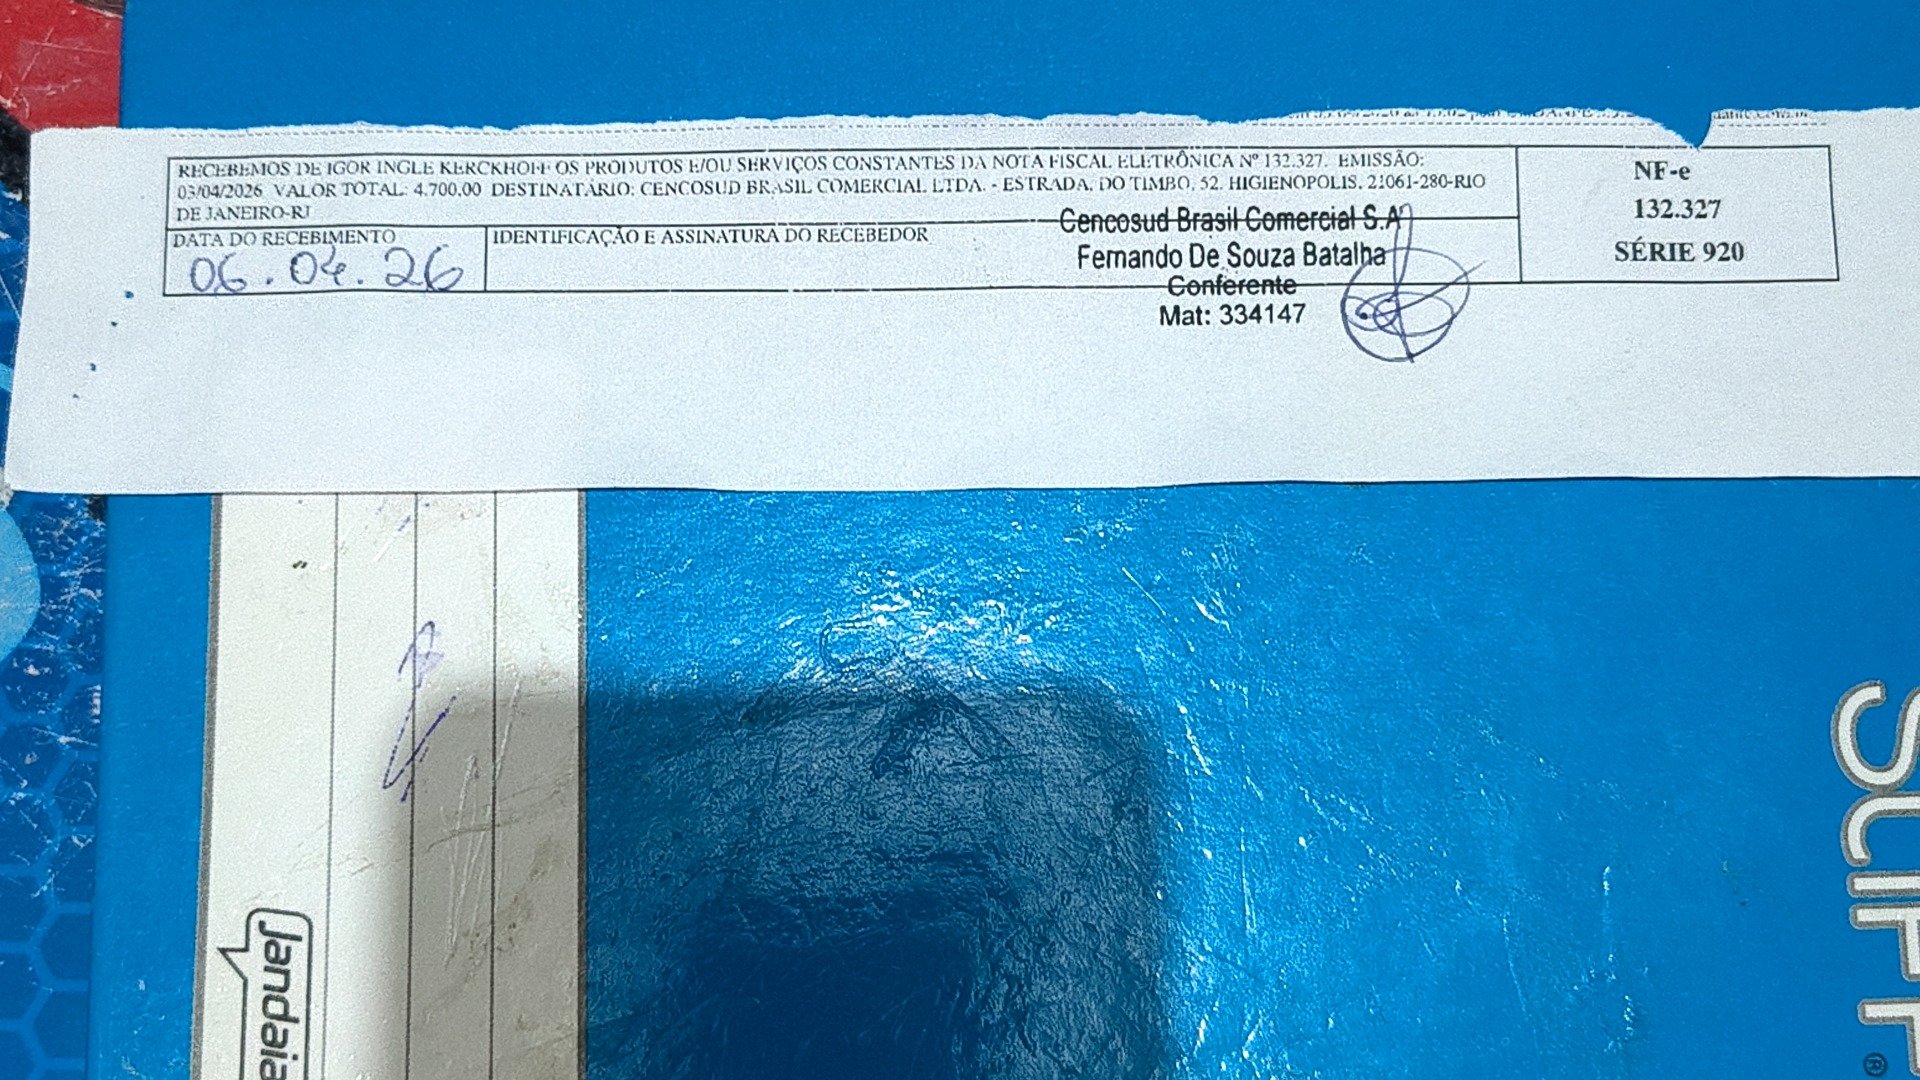 RECEBEMOS DE IGOR INGLE KERCKHOFF OS PRODUTOS E/OU SERVIÇOS CONSTANTES DA NOTA FISCAL ELETRÔNICA Nº 132.327. EMISSÃO:
03/04/2026 VALOR TOTAL: 4.700.00 DESTINATÁRIO: CENCOSUD BRASIL COMERCIAL LTDA. - ESTRADA. DO TIMBO, 52. HIGIENOPOLIS. 21061-280-RIO
DE JANEIRO-RJ
DATA DO RECEBIMENTO
06.04.26
IDENTIFICAÇÃO E ASSINATURA DO RECEBEDOR
Cencosud Brasil Comercial S.A
Fernando De Souza Batalha
Conferente
Mat: 334147
NF-e
132.327
SÉRIE 920
Jandaia
®